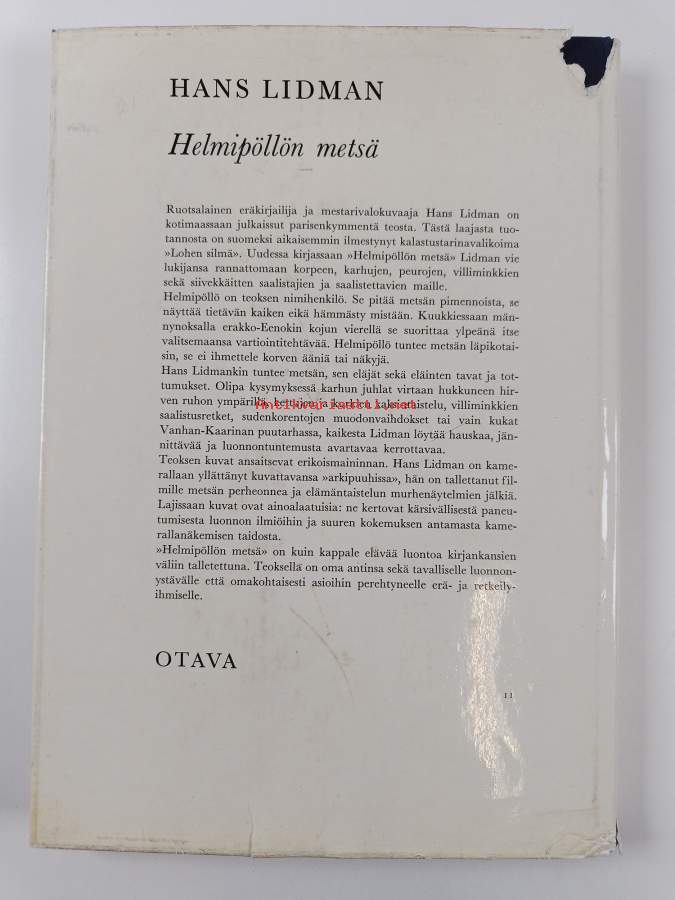 HANS LIDMAN
Helmipöllön metsä
Ruotsalainen eräkirjailija ja mestarivalokuvaaja Hans Lidman on
kotimaassaan julkaissut parisenkymmentä teosta. Tästä laajasta tuo-
tannosta on suomeksi aikaisemmin ilmestynyt kalastustarinavalikoima
»Lohen silmä». Uudessa kirjassaan »Helmipöllön metsä» Lidman vie
lukijansa rannattomaan korpeen, karhujen, peurojen, villiminkkien
sekä siivekkäitten saalistajien ja saalistettavien maille.
Helmipöllö on teoksen nimihenkilö. Se pitää metsän pimennoista, se
näyttää tietävän kaiken eikä hämmästy mistään. Kuukkiessaan män-
nynoksalla erakko-Eenokin kojun vierellä se suorittaa ylpeänä itse
valitsemaansa vartiointitehtävää. Helmipöllö tuntee metsän läpikotai-
sin, se ei ihmettele korven ääniä tai näkyjä.
Hans Lidmankin tuntee metsän, sen eläjät sekä eläinten tavat ja tot-
tumukset. Olipa kysymyksessä karhun juhlat virtaan hukkuneen hir-
ven ruhon ympärillä, kettujen ja korkien kaksintaistelu, villiminkkien
antikvariaatti.net
saalistusretket, sudenkorentojen muodonvaihdokset tai vain kukat
Vanhan-Kaarinan puutarhassa, kaikesta Lidman löytää hauskaa, jän-
nittävää ja luonnontuntemusta avartavaa kerrottavaa.
Teoksen kuvat ansaitsevat erikoismaininnan. Hans Lidman on kame-
rallaan yllättänyt kuvattavansa »arkipuuhissa», hän on tallettanut fil-
mille metsän perheonnea ja elämäntaistelun murhenäytelmien jälkiä.
Lajissaan kuvat ovat ainoalaatuisia: ne kertovat kärsivällisestä paneu-
tumisesta luonnon ilmiöihin ja suuren kokemuksen antamasta kame-
rallanäkemisen taidosta.
»Helmipöllön metsä» on kuin kappale elävää luontoa kirjankansien
väliin talletettuna. Teoksella on oma antinsa sekä tavalliselle luonnon-
ystävälle että omakohtaisesti asioihin perehtyneelle erä- ja retkeily-
ihmiselle.
OTAVA
11